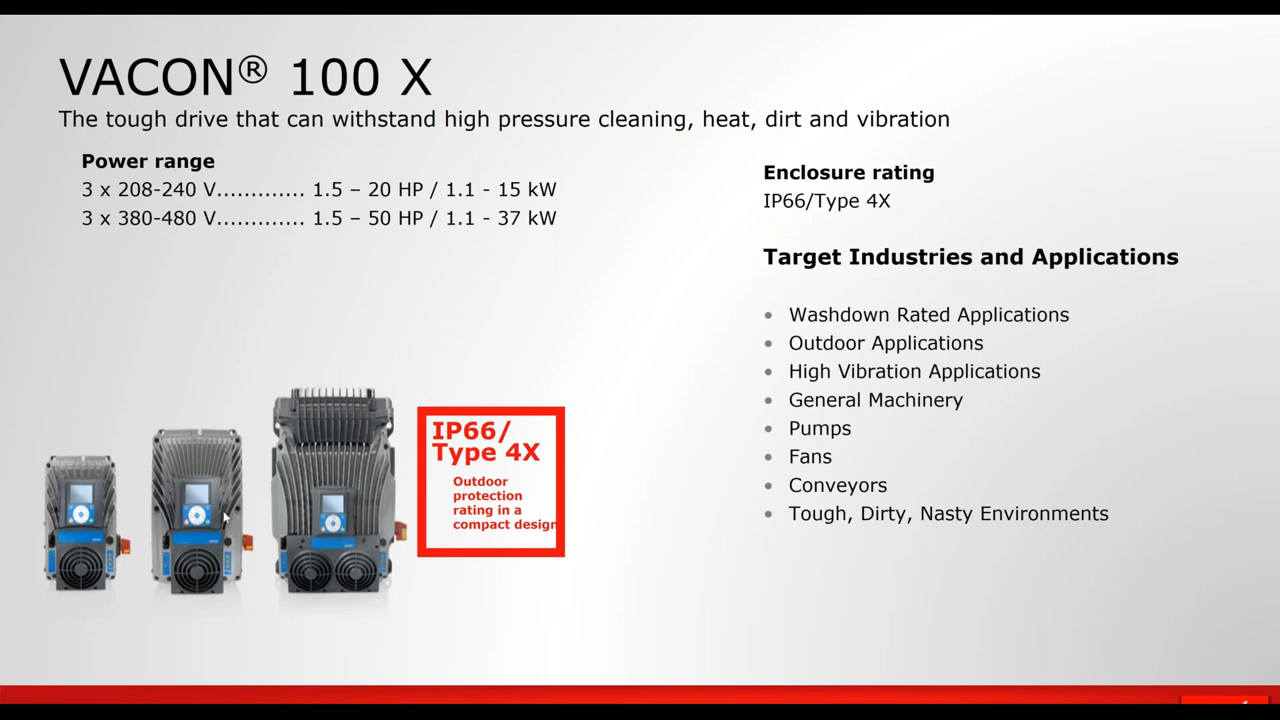 VACON® 100 X
The tough drive that can withstand high pressure cleaning, heat, dirt and vibration
Power range
3 x 208-240 V............. 1.5 – 20 HP / 1.1 - 15 kW
3 x 380-480 V............. 1.5 – 50 HP / 1.1 - 37 kW
IP66/
Type 4X
Outdoor
protection
rating in a
compact design
Enclosure rating
IP66/Type 4X
Target Industries and Applications
• Washdown Rated Applications
• Outdoor Applications
• High Vibration Applications
• General Machinery
• Pumps
• Fans
• Conveyors
• Tough, Dirty, Nasty Environments